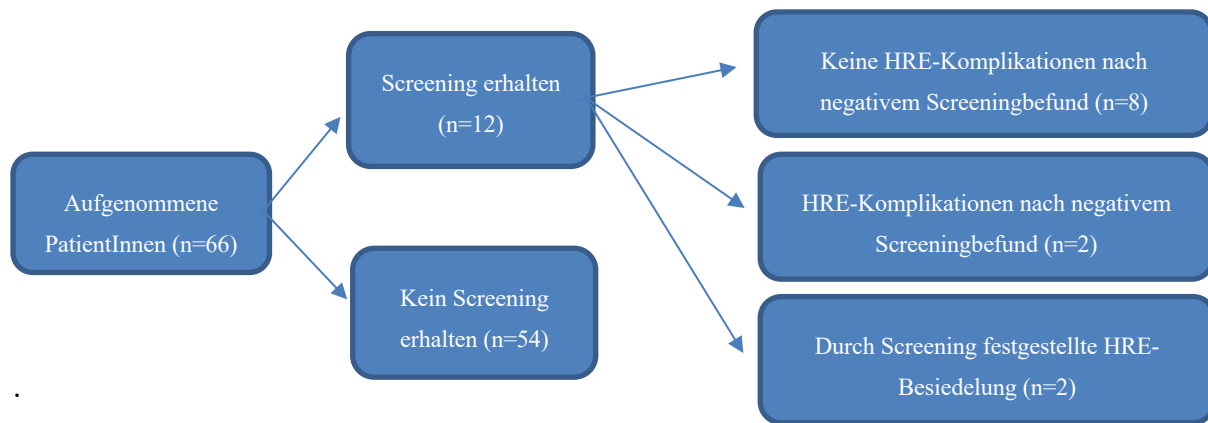 Aufgenommene
PatientInnen (n=66)
Screening erhalten
(n=12)
Kein Screening
erhalten (n=54)
Keine HRE-Komplikationen nach
negativem Screeningbefund (n=8)
HRE-Komplikationen nach negativem
Screeningbefund (n=2)
Durch Screening festgestellte HRE-
Besiedelung (n=2)
.